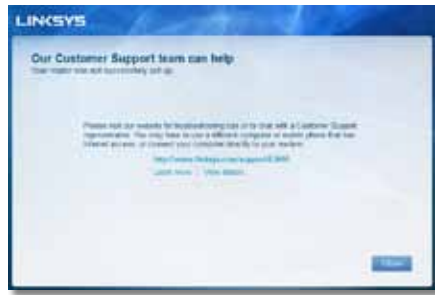 LINKSYS
Our Customer Support team can help
Your router was not successfully set up.
Please visit our website for troubleshooting tips or to chat with a Customer Support
representative. You may have to use a different computer or mobile phone that has
Internet access, or connect your computer directly to your modem.
Learn more | View details